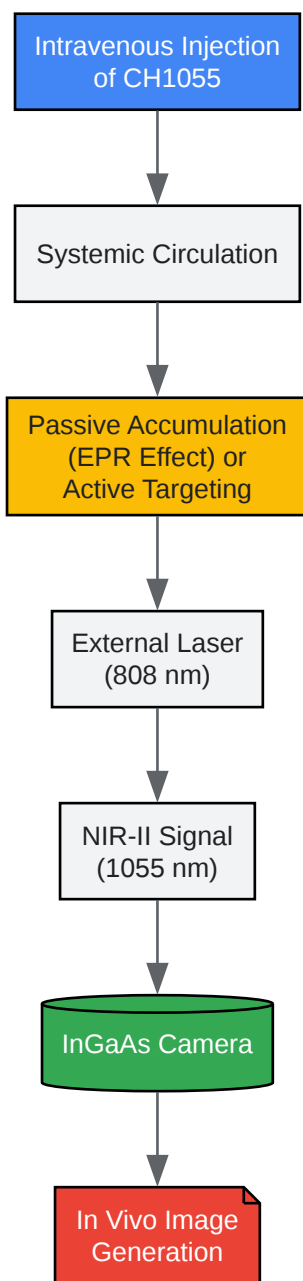 Intravenous Injection
of CH1055
Systemic Circulation
Passive Accumulation
(EPR Effect) or
Active Targeting
External Laser
(808 nm)
NIR-II Signal
(1055 nm)
InGaAs Camera
In Vivo Image
Generation